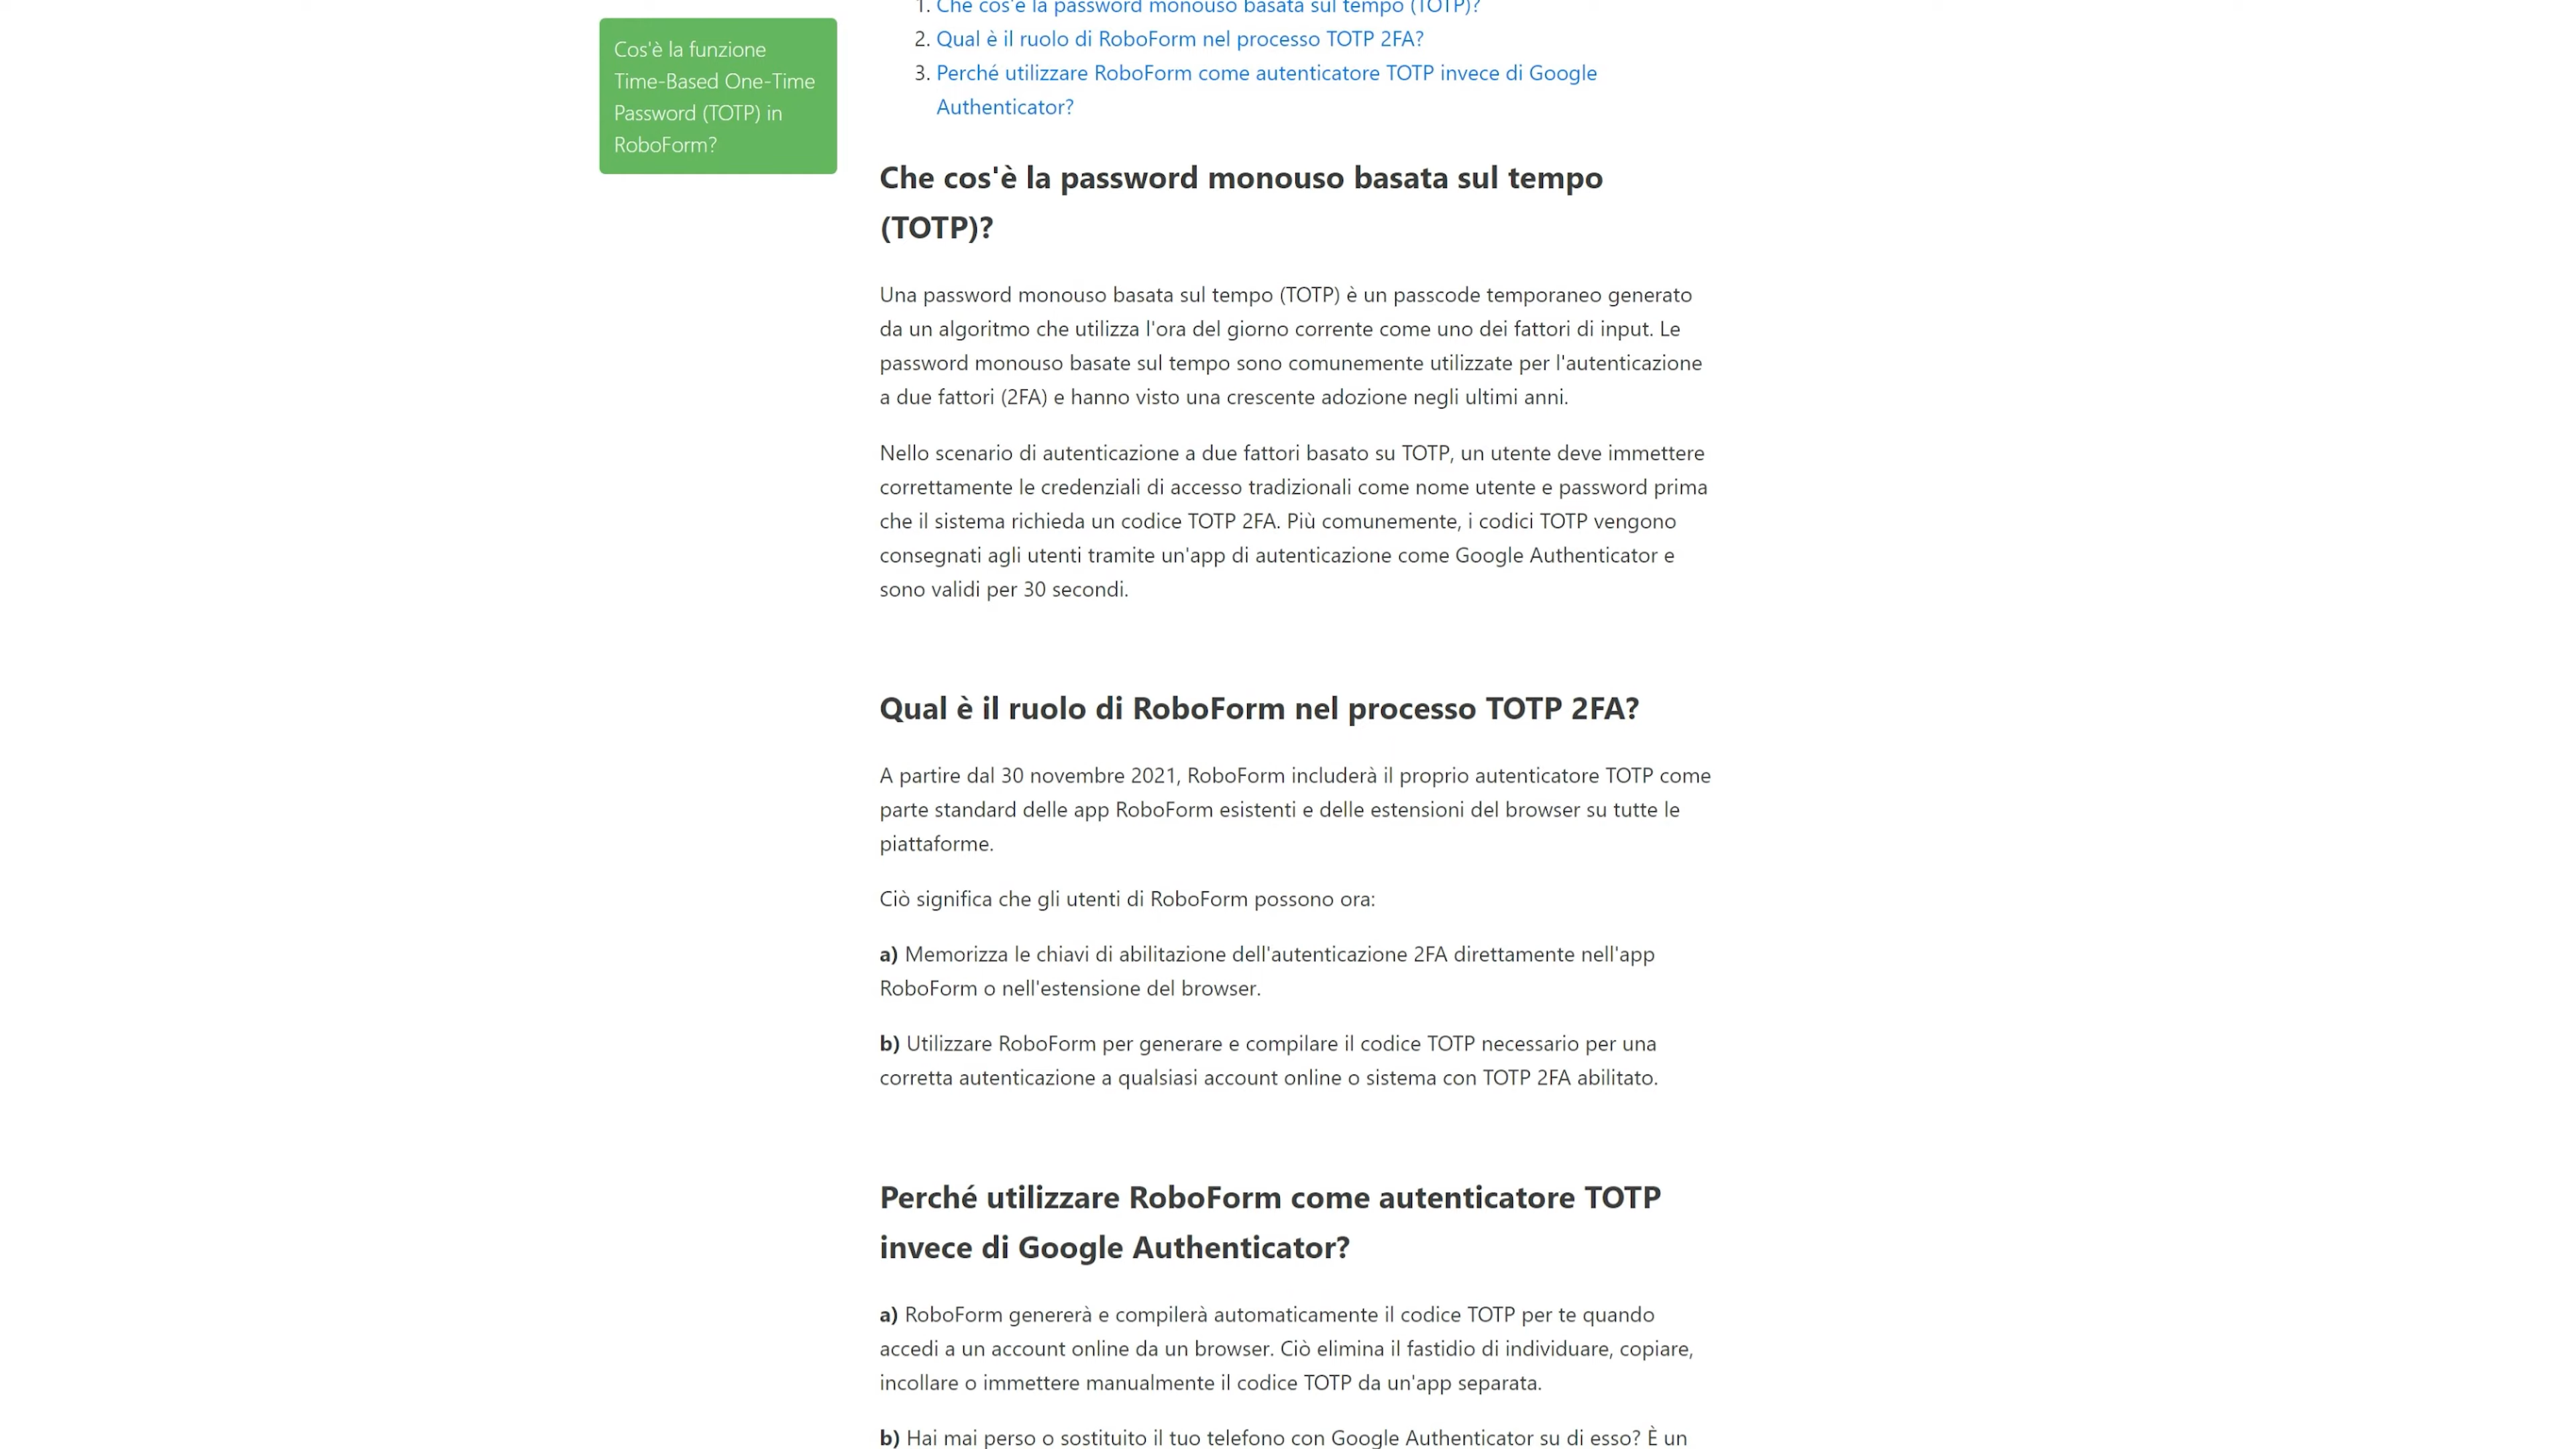 Cos'è la funzione
Time-Based One-Time
Password (TOTP) in
RoboForm?
1. Che cos'è la password monouso basata sul tempo (TOTP)?
2. Qual è il ruolo di RoboForm nel processo TOTP 2FA?
3. Perché utilizzare RoboForm come autenticatore TOTP invece di Google
Authenticator?
Che cos'è la password monouso basata sul tempo
(TOTP)?
Una password monouso basata sul tempo (TOTP) è un passcode temporaneo generato
da un algoritmo che utilizza l'ora del giorno corrente come uno dei fattori di input. Le
password monouso basate sul tempo sono comunemente utilizzate per l'autenticazione
a due fattori (2FA) e hanno visto una crescente adozione negli ultimi anni.
Nello scenario di autenticazione a due fattori basato su TOTP, un utente deve immettere
correttamente le credenziali di accesso tradizionali come nome utente e password prima
che il sistema richieda un codice TOTP 2FA. Più comunemente, i codici TOTP vengono
consegnati agli utenti tramite un'app di autenticazione come Google Authenticator e
sono validi per 30 secondi.
Qual è il ruolo di RoboForm nel processo TOTP 2FA?
A partire dal 30 novembre 2021, RoboForm includerà il proprio autenticatore TOTP come
parte standard delle app RoboForm esistenti e delle estensioni del browser su tutte le
piattaforme.
Ciò significa che gli utenti di RoboForm possono ora:
a) Memorizza le chiavi di abilitazione dell'autenticazione 2FA direttamente nell'app
RoboForm o nell'estensione del browser.
b) Utilizzare RoboForm per generare e compilare il codice TOTP necessario per una
corretta autenticazione a qualsiasi account online o sistema con TOTP 2FA abilitato.
Perché utilizzare RoboForm come autenticatore TOTP
invece di Google Authenticator?
a) RoboForm genererà e compilerà automaticamente il codice TOTP per te quando
accedi a un account online da un browser. Ciò elimina il fastidio di individuare, copiare,
incollare o immettere manualmente il codice TOTP da un'app separata.
b) Hai mai perso o sostituito il tuo telefono con Google Authenticator su di esso? È un